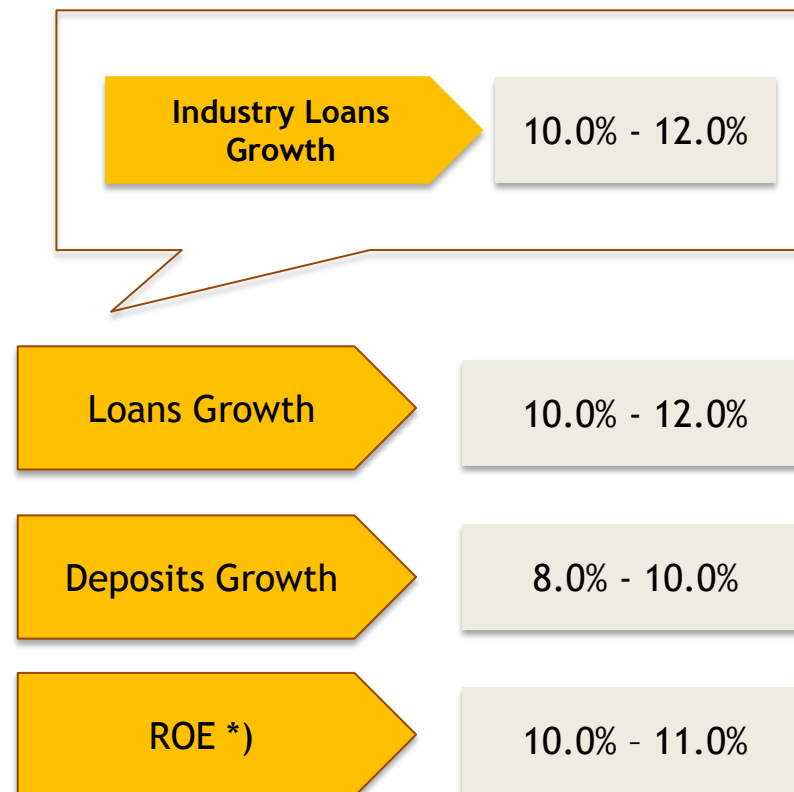 Industry Loans
Growth
10.0% - 12.0%
Loans Growth
10.0% - 12.0%
Deposits Growth
8.0% - 10.0%
ROE *)
10.0% – 11.0%